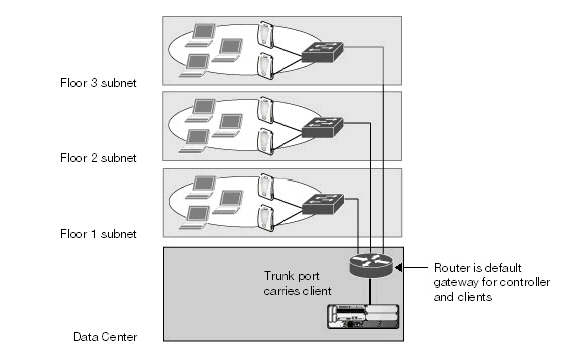 Floor 3 subnet
Floor 2 subnet
Floor 1 subnet
Trunk port
carries client
Router is default
gateway for controller
and clients
Data Center